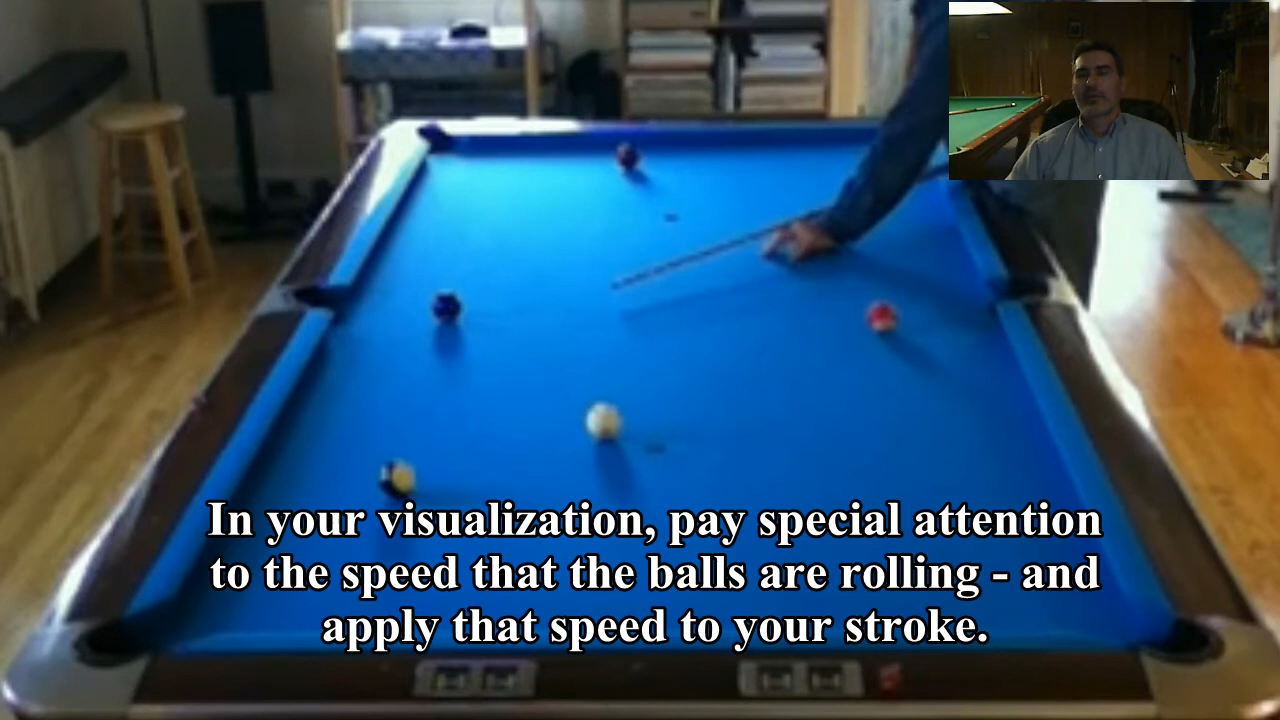 In your visualization, pay special attention
to the speed that the balls are rolling - and
apply that speed to your stroke.